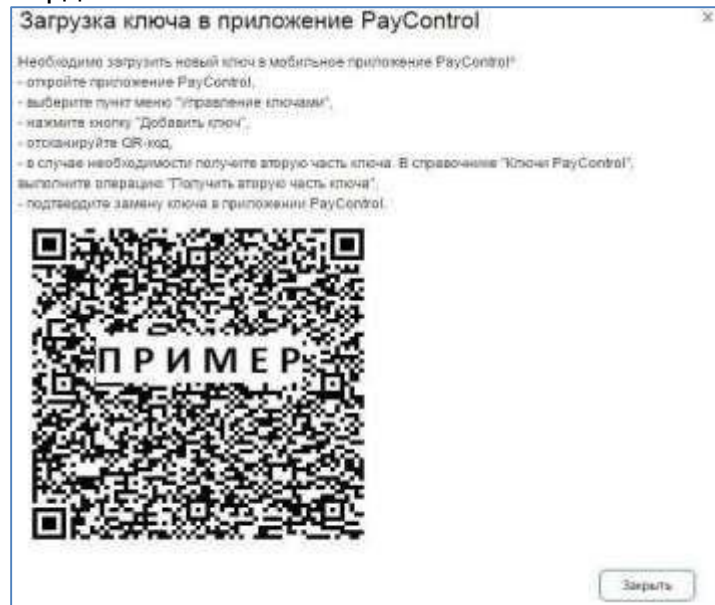 Загрузка ключа в приложение PayControl
Необходимо загрузить новый ключ в мобильное приложение PayControl:
- откройте приложение PayControl,
- выберите пункт меню "Управление ключами",
- нажмите кнопку "Добавить ключ",
- отсканируйте QR-код,
- в случае необходимости получите вторую часть ключа. В справочнике "Ключи PayControl",
выполните операцию "Получить вторую часть ключа",
- подтвердите замену ключа в приложении PayControl.
ПРИМЕР
Закрыть